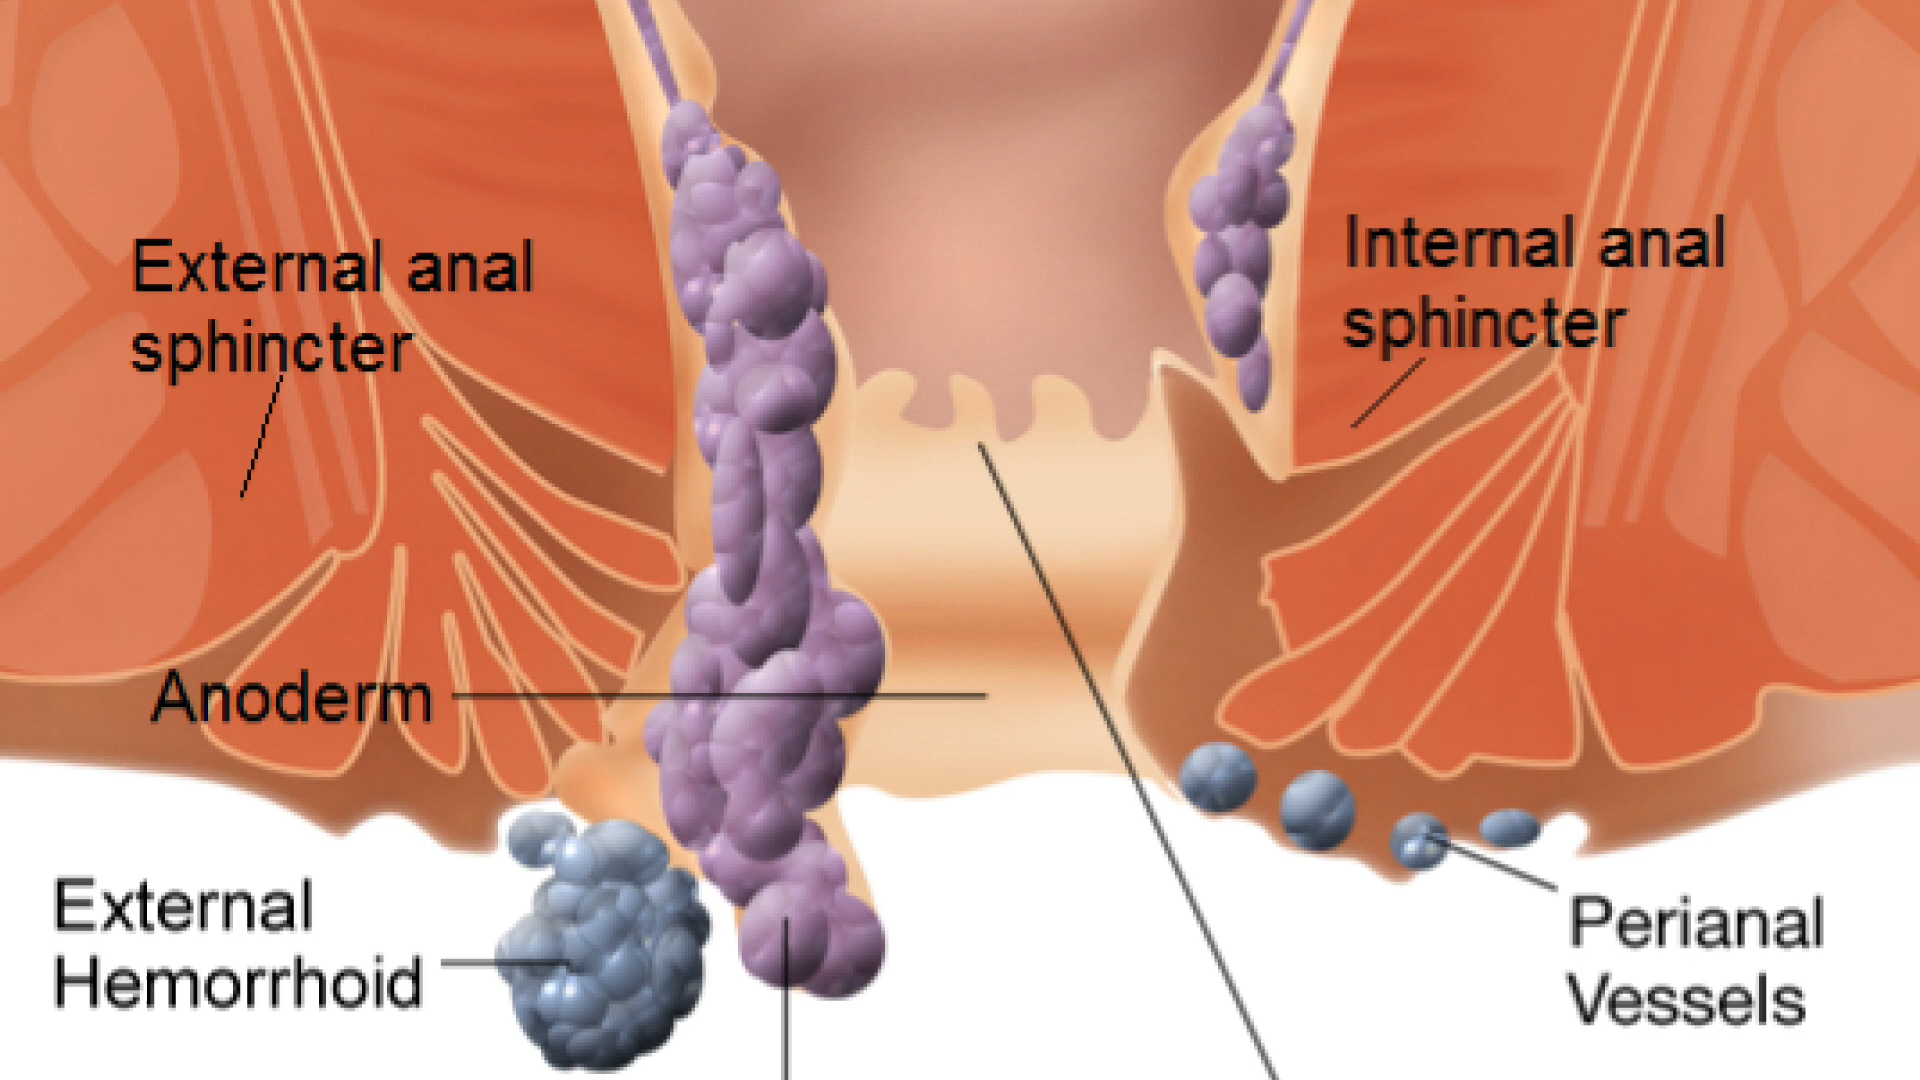 External anal
sphincter
Internal anal
sphincter
Anoderm
External
Hemorrhoid
Perianal
Vessels